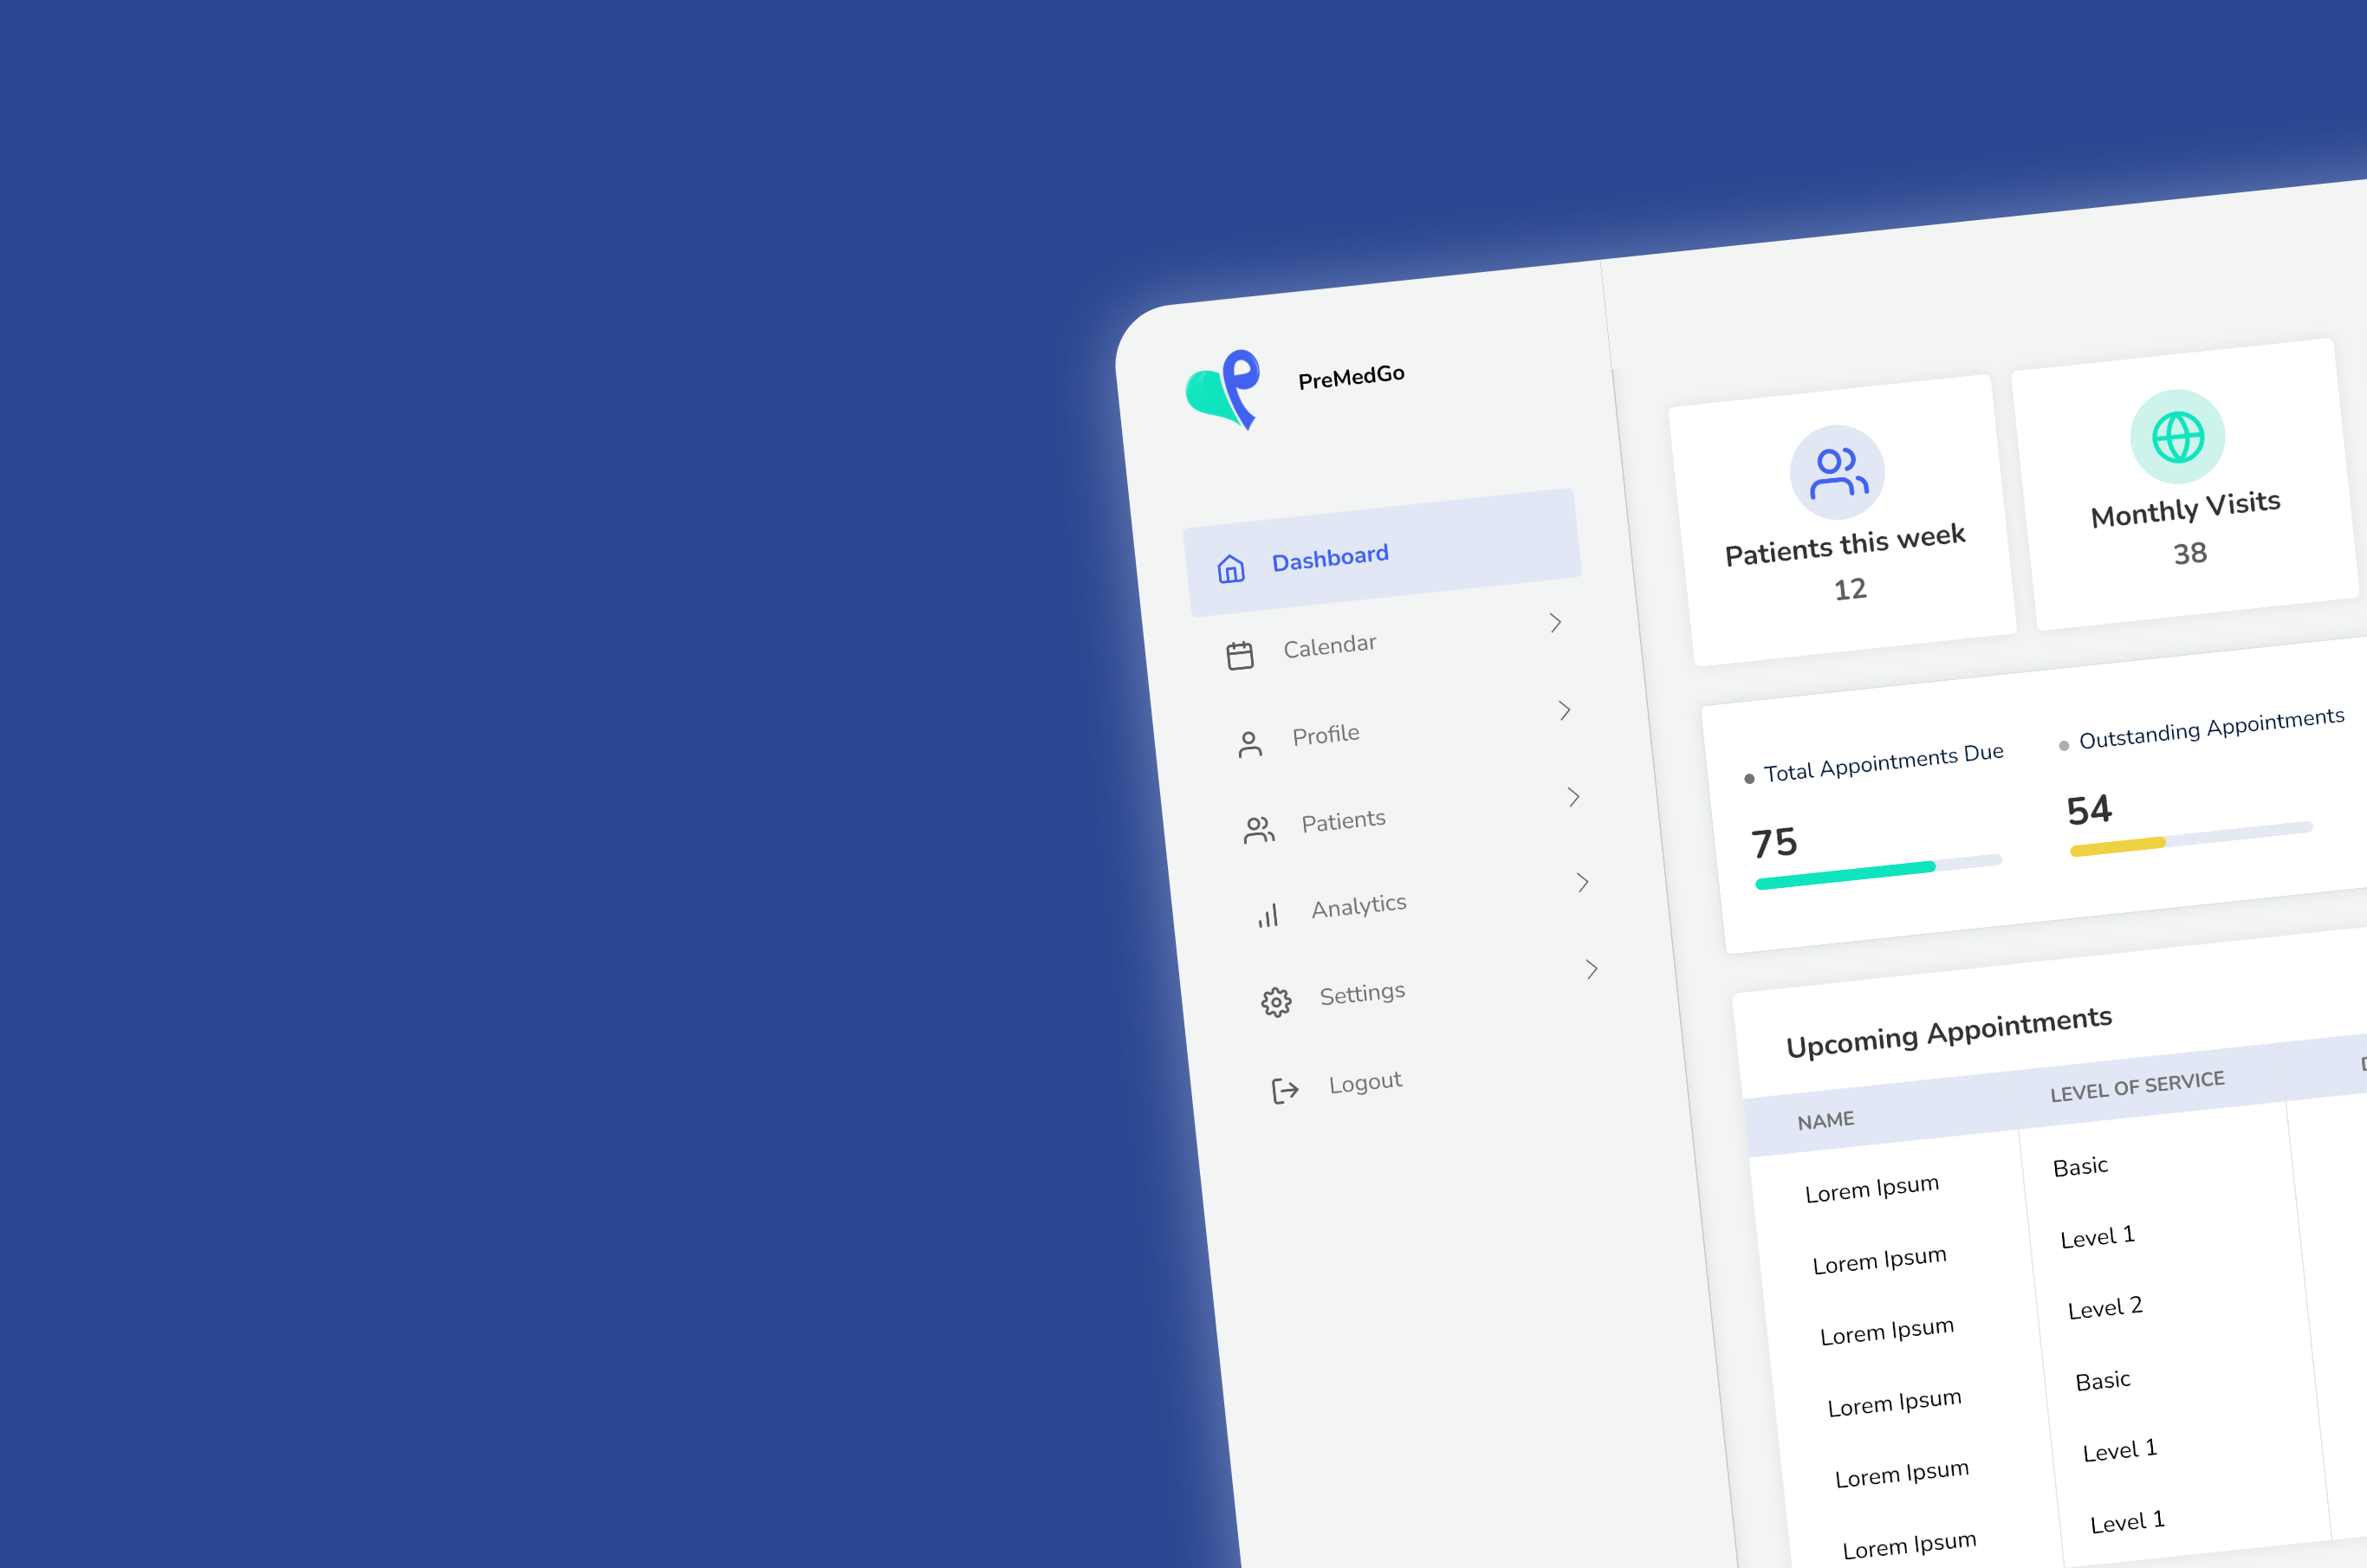 PreMedGo
Dashboard
Calendar
Profile
Patients
Analytics
Settings
Logout
Patients this week
12
Monthly Visits
38
Total Appointments Due
75
Outstanding Appointments
54
Upcoming Appointments
NAME LEVEL OF SERVICE
Lorem Ipsum Basic
Lorem Ipsum Level 1
Lorem Ipsum Level 2
Lorem Ipsum Basic
Lorem Ipsum Level 1
Lorem Ipsum Level 1